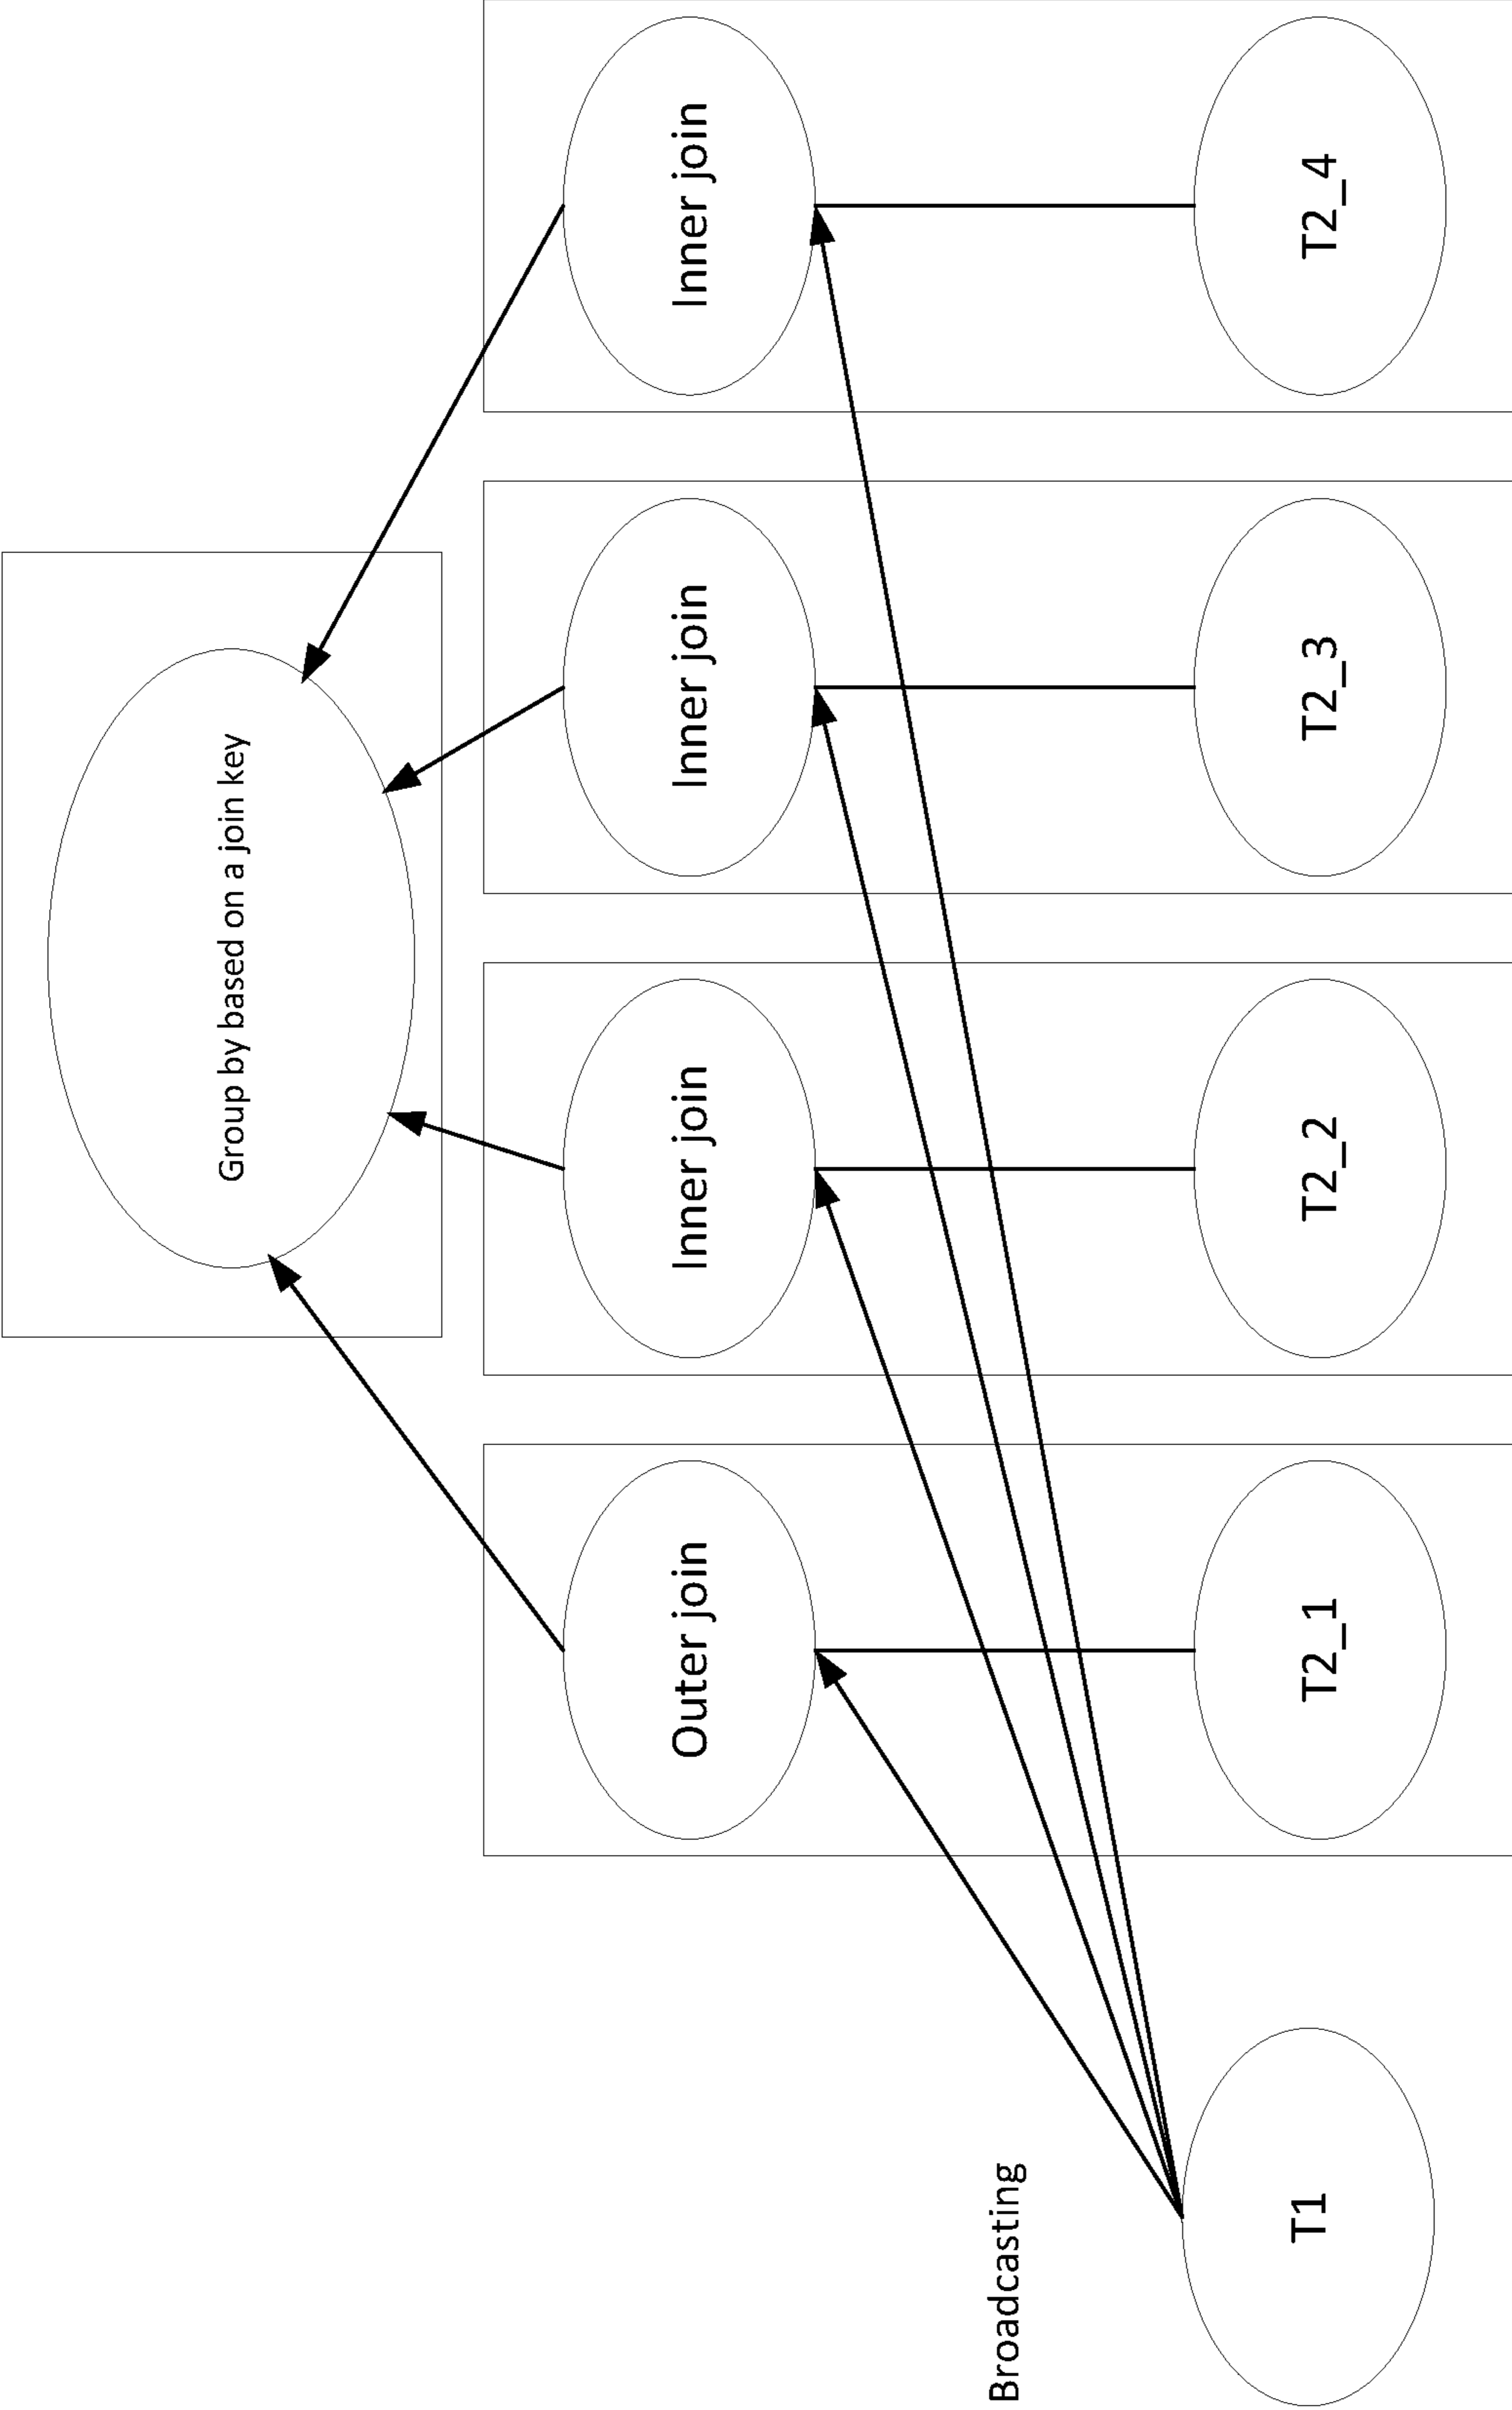 Group by based on a join key
Outer join
Inner join
Inner join
Inner join
Broadcasting
T1
T2_1
T2_2
T2_3
T2_4